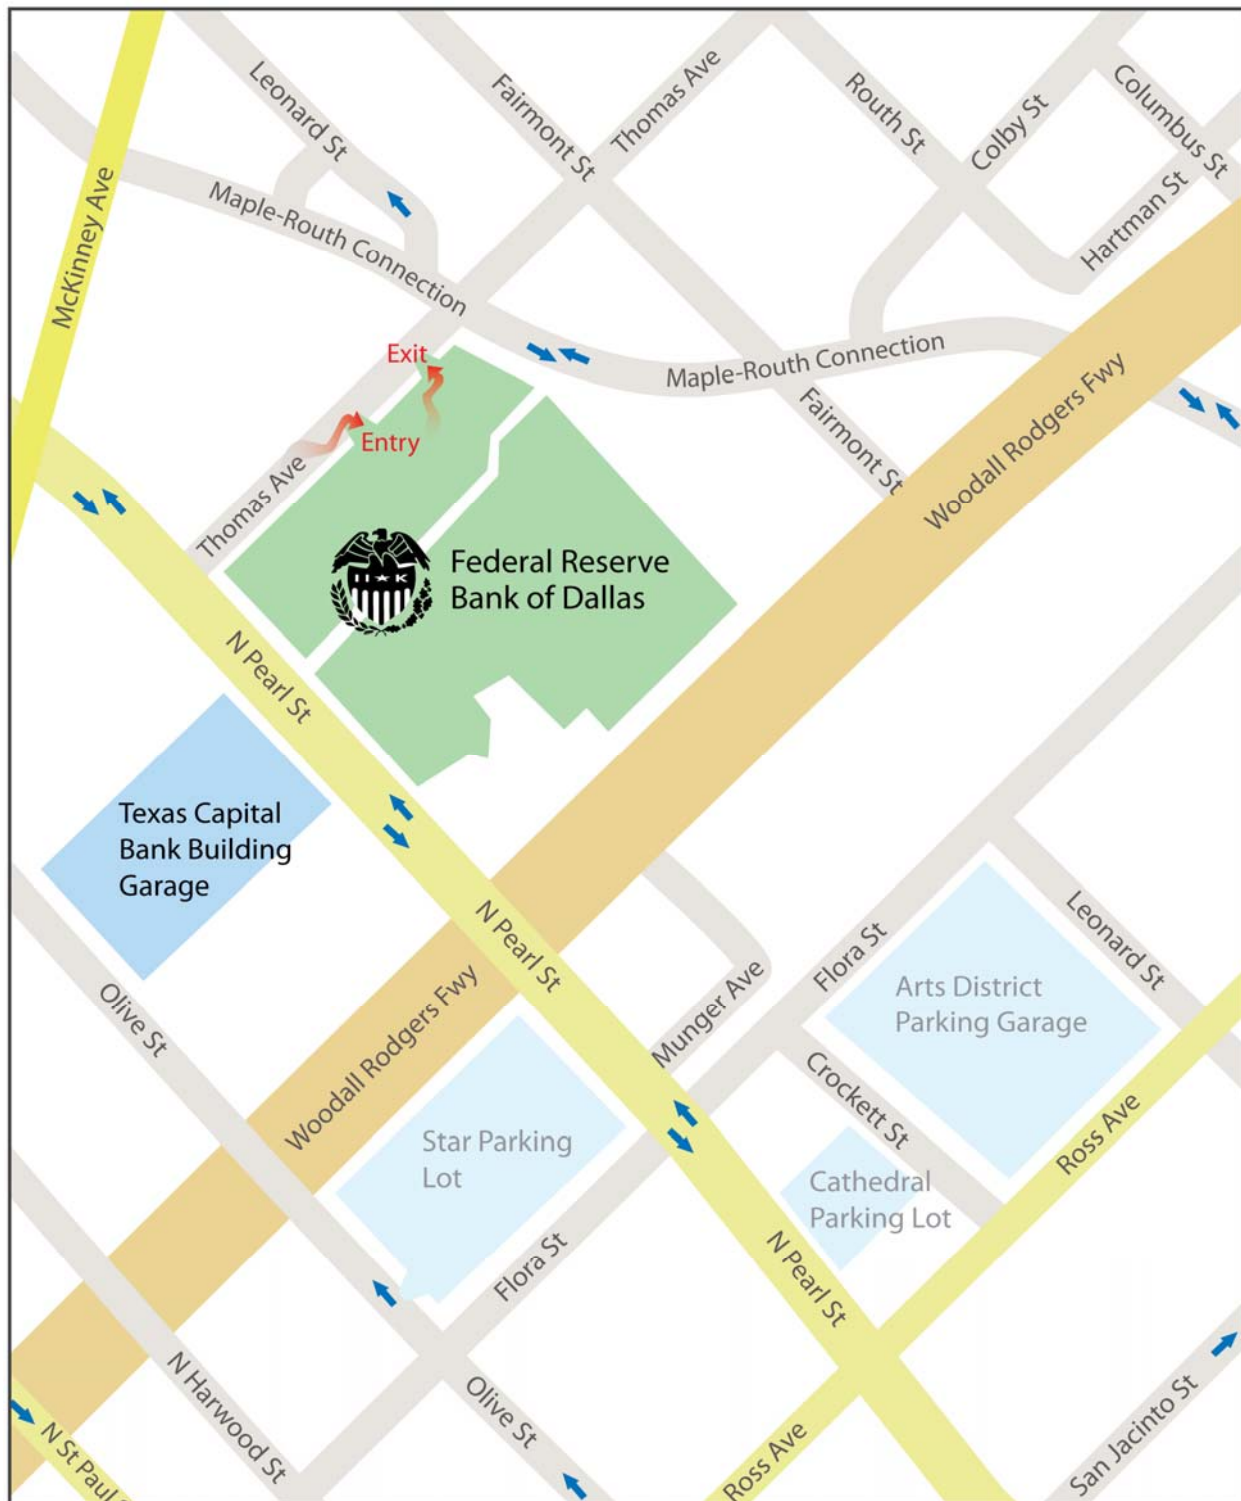 Leonard St
Fairmont St
Thomas Ave
Routh St
Colby St
Columbus St
Hartman St
McKinney Ave
Maple-Routh Connection
Exit
Maple-Routh Connection
Entry
Fairmont St
Woodall Rodgers Fwy
Thomas Ave
Federal Reserve
Bank of Dallas
N Pearl St
Texas Capital
Bank Building
Garage
N Pearl St
Flora St
Leonard St
Munger Ave
Arts District
Parking Garage
Olive St
Woodall Rodgers Fwy
Crockett St
Ross Ave
Star Parking
Lot
Cathedral
Parking Lot
Flora St
N Pearl St
N Harwood St
Olive St
San Jacinto St
N St Paul
Ross Ave